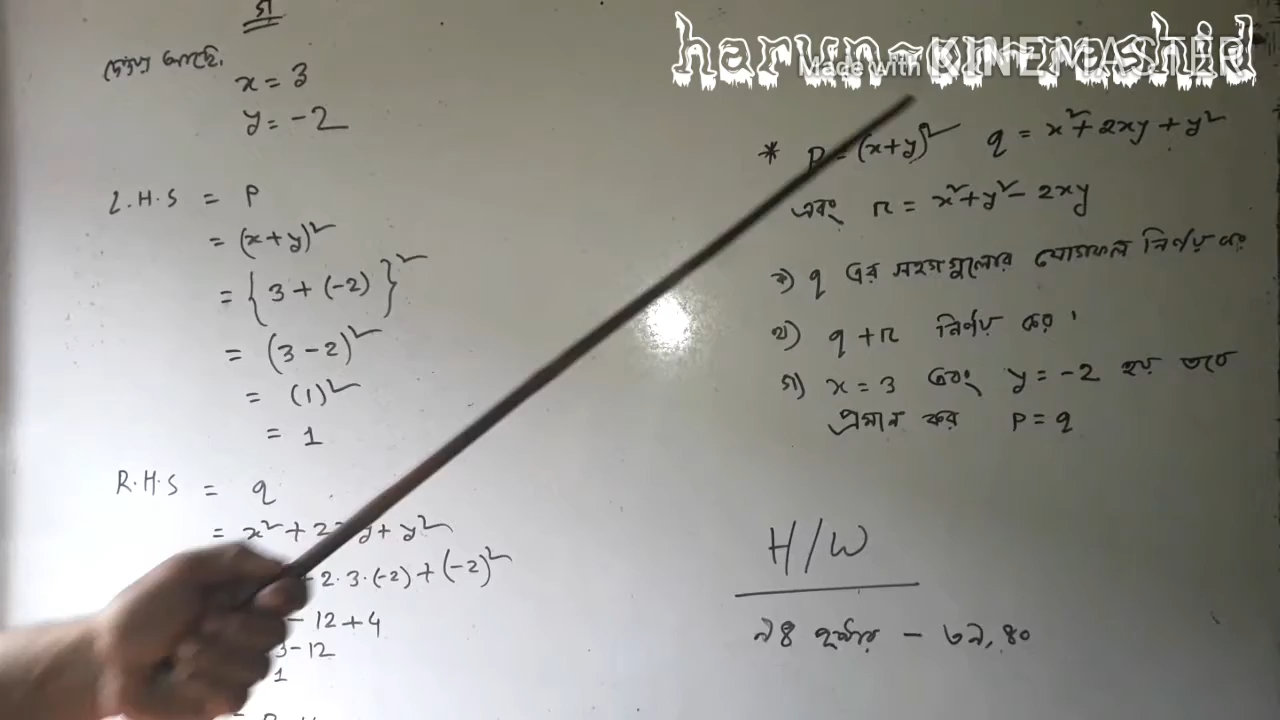 গ
দেওয়া আছে,
x = 3
y = -2
L.H.S = P
= (x+y)²
= {3 + (-2)}²
= (3-2)²
= (1)²
= 1
R.H.S = q
= x² + 2xy + y²
2·3·(-2) + (-2)²
- 12 + 4
3-12
1
harun-or-rashid
Made with KINEMASTER
* P = (x+y)² q = x² + 2xy + y²
এবং r = x² + y² - 2xy
ক) q এর সহগগুলোর যোগফল নির্ণয় কর
খ) q + r নির্ণয় কর।
গ) x = 3 এবং y = -2 হয় তবে
প্রমান কর P = q
H/W
৯৪ পৃষ্ঠার - ৩৯, ৪০